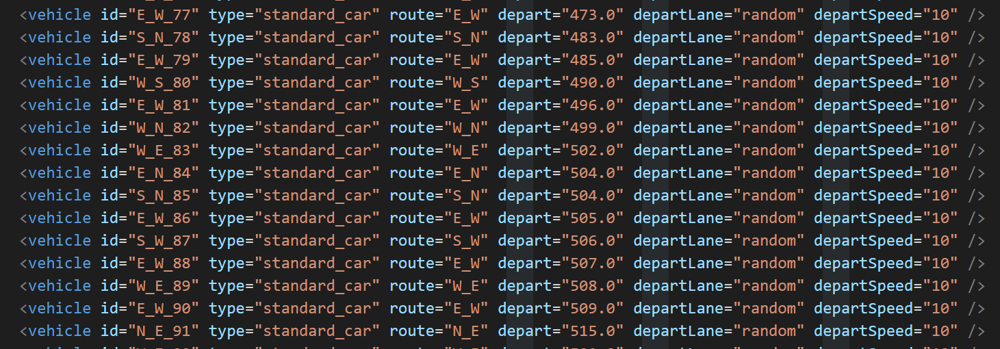 <vehicle id="E_W_77" type="standard_car" route="E_W" depart="473.0" departLane="random" departSpeed="10" />
<vehicle id="S_N_78" type="standard_car" route="S_N" depart="483.0" departLane="random" departSpeed="10" />
<vehicle id="E_W_79" type="standard_car" route="E_W" depart="485.0" departLane="random" departSpeed="10" />
<vehicle id="W_S_80" type="standard_car" route="W_S" depart="490.0" departLane="random" departSpeed="10" />
<vehicle id="E_W_81" type="standard_car" route="E_W" depart="496.0" departLane="random" departSpeed="10" />
<vehicle id="W_N_82" type="standard_car" route="W_N" depart="499.0" departLane="random" departSpeed="10" />
<vehicle id="W_E_83" type="standard_car" route="W_E" depart="502.0" departLane="random" departSpeed="10" />
<vehicle id="E_N_84" type="standard_car" route="E_N" depart="504.0" departLane="random" departSpeed="10" />
<vehicle id="S_N_85" type="standard_car" route="S_N" depart="504.0" departLane="random" departSpeed="10" />
<vehicle id="E_W_86" type="standard_car" route="E_W" depart="505.0" departLane="random" departSpeed="10" />
<vehicle id="S_W_87" type="standard_car" route="S_W" depart="506.0" departLane="random" departSpeed="10" />
<vehicle id="E_W_88" type="standard_car" route="E_W" depart="507.0" departLane="random" departSpeed="10" />
<vehicle id="W_E_89" type="standard_car" route="W_E" depart="508.0" departLane="random" departSpeed="10" />
<vehicle id="E_W_90" type="standard_car" route="E_W" depart="509.0" departLane="random" departSpeed="10" />
<vehicle id="N_E_91" type="standard_car" route="N_E" depart="515.0" departLane="random" departSpeed="10" />